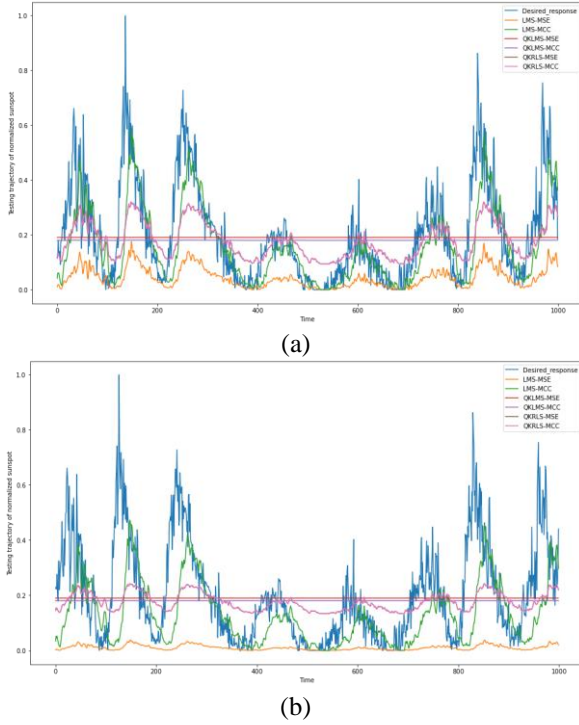 1.0
0.8
0.6
0.4
0.2
0.0
Testing trajectory of normalized sunspot
Desired_response
LMS-MSE
LMS-MCC
QKLMS-MSE
QKLMS-MCC
QKRLS-MSE
QKRLS-MCC
0 200 400 600 800 1000
Time
(a)
1.0
0.8
0.6
0.4
0.2
0.0
Testing trajectory of normalized sunspot
Desired_response
LMS-MSE
LMS-MCC
QKLMS-MSE
QKLMS-MCC
QKRLS-MSE
QKRLS-MCC
0 200 400 600 800 1000
Time
(b)